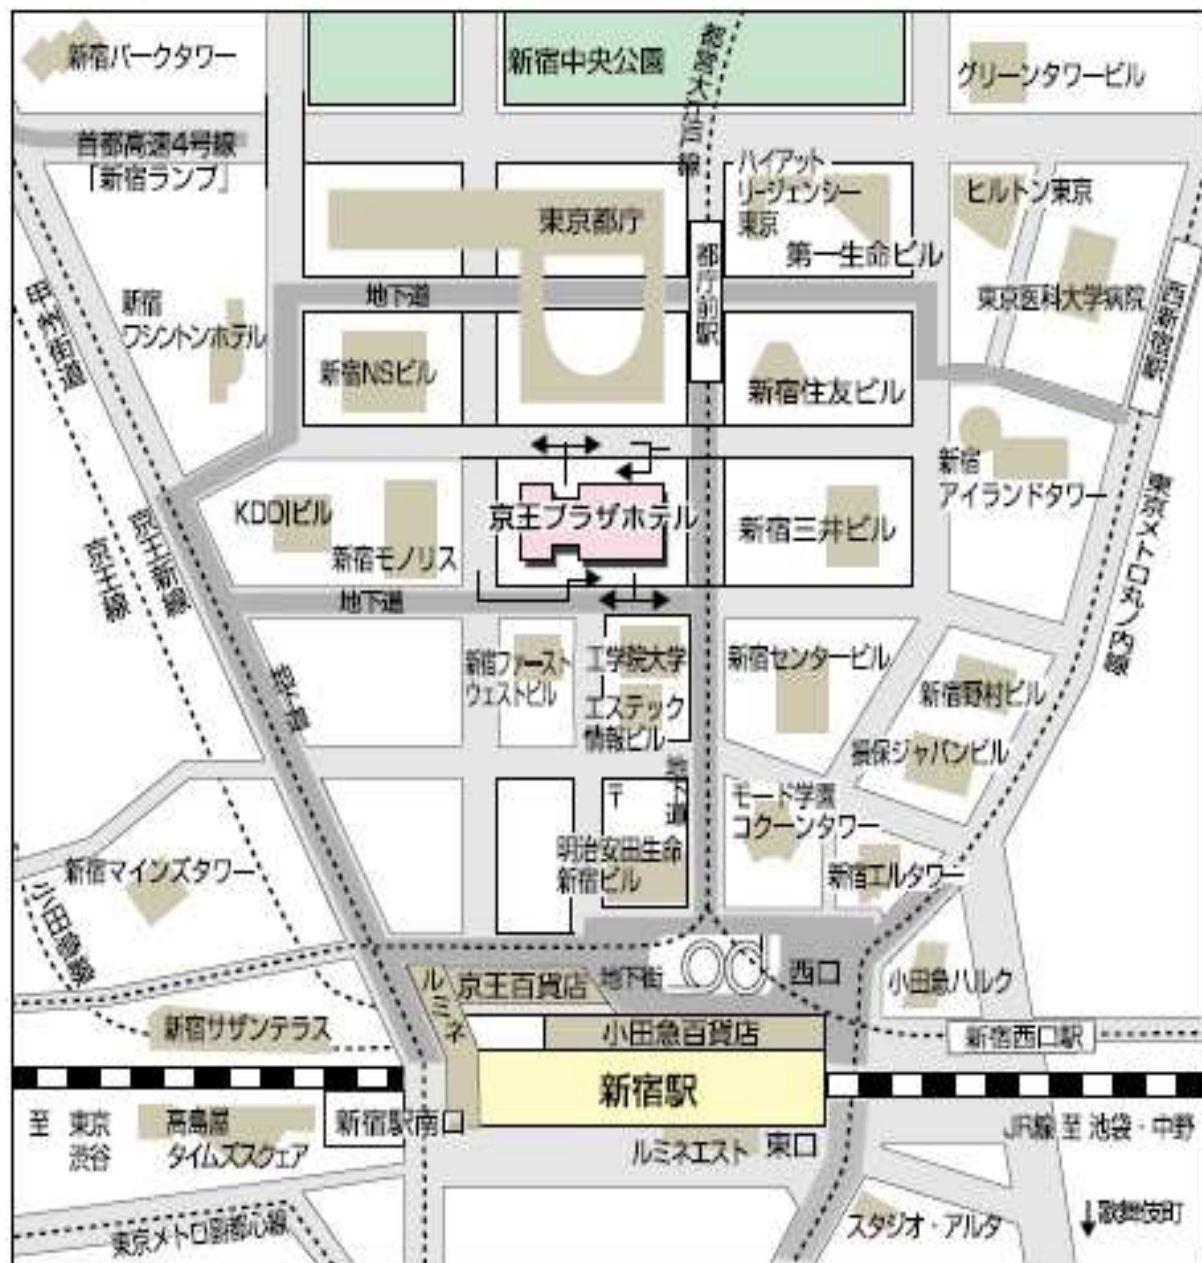 新宿パークタワー
新宿中央公園
都営大江戸線
グリーンタワービル
首都高速4号線
「新宿ランプ」
東京都庁
ハイアット
リージェンシー
東京
第一生命ビル
ヒルトン東京
東京医科大学病院
西新宿駅
都庁前駅
地下道
新宿
ワシントンホテル
甲州街道
新宿NSビル
新宿住友ビル
新宿
アイランドタワー
東京メトロ丸ノ内線
KDDIビル
新宿モノリス
京王プラザホテル
新宿三井ビル
京王新線
京王線
地下道
地下道
新宿ファースト
ウェストビル
工学院大学
エステック
情報ビル
新宿センタービル
新宿野村ビル
損保ジャパンビル
地下道
〒
明治安田生命
新宿ビル
モード学園
コクーンタワー
新宿エルタワー
新宿マインズタワー
小田急線
ルミネ
京王百貨店
地下街
西口
小田急ハルク
新宿サザンテラス
小田急百貨店
新宿西口駅
新宿駅
至 東京
渋谷
高島屋
タイムズスクェア
新宿駅南口
ルミネエスト
東口
JR線 至 池袋・中野
東京メトロ副都心線
スタジオ・アルタ
↓歌舞伎町